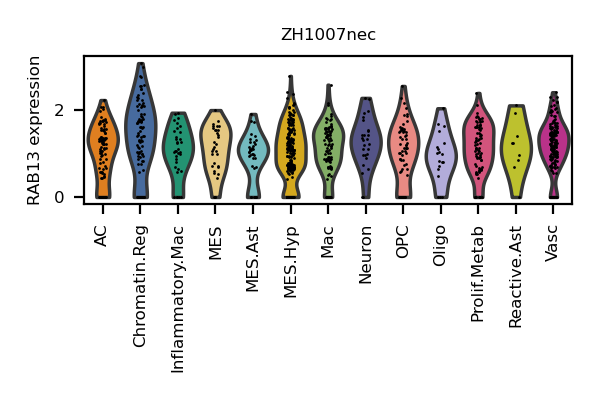 ZH1007nec
RAB13 expression
2
0
AC
Chromatin.Reg
Inflammatory.Mac
MES
MES.Ast
MES.Hyp
Mac
Neuron
OPC
Oligo
Prolif.Metab
Reactive.Ast
Vasc